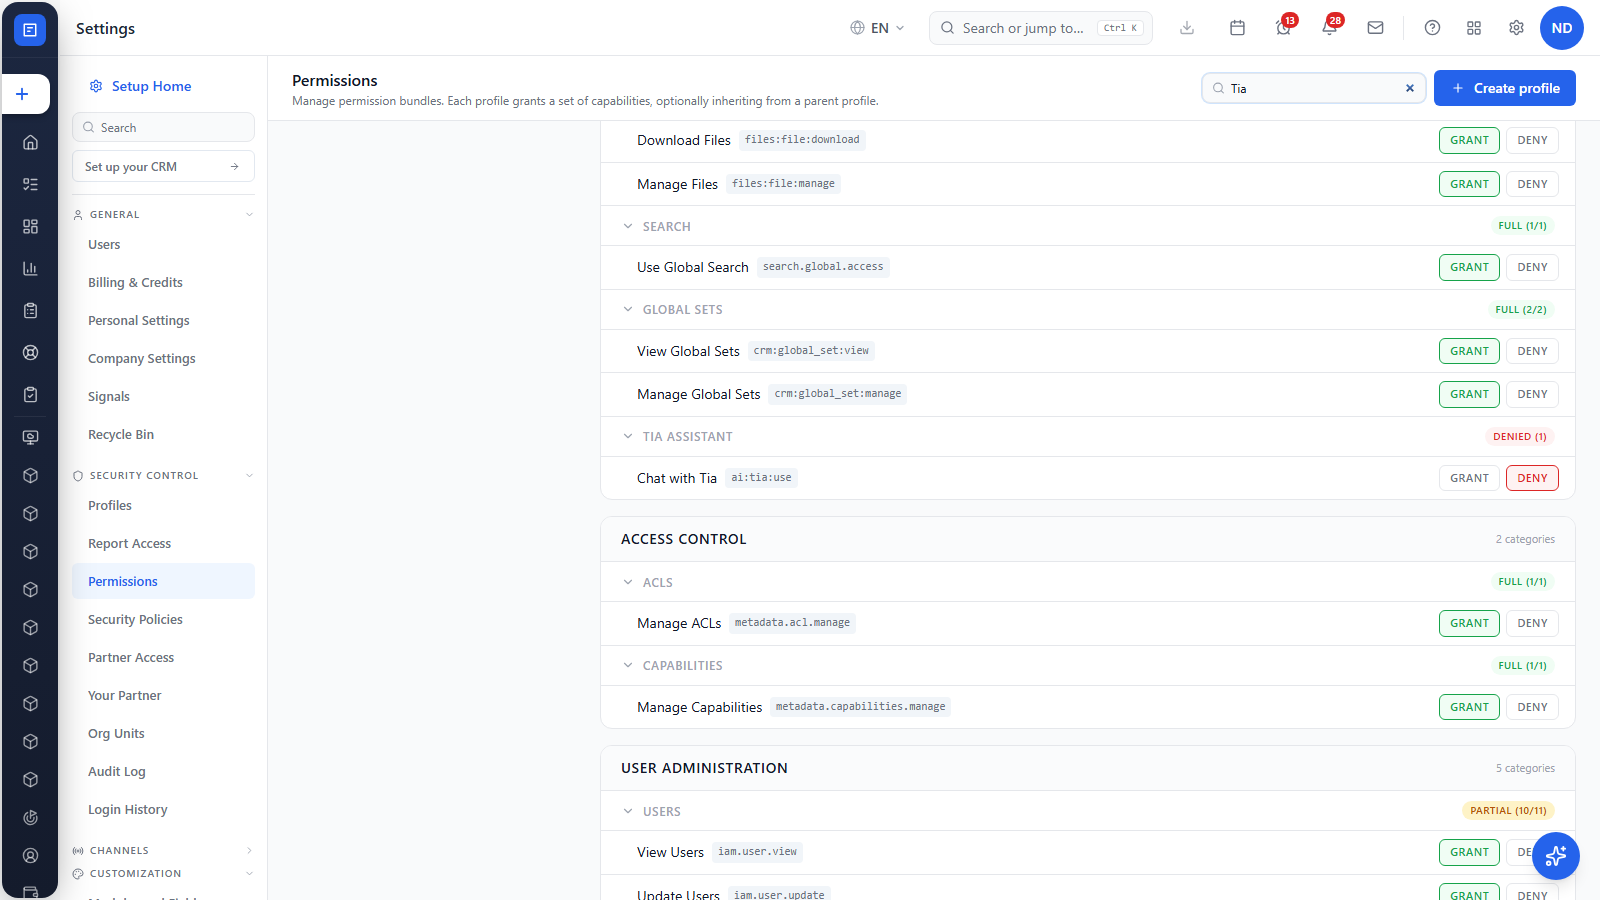 Settings
EN
Search or jump to...
Ctrl K
13
28
ND
Setup Home
Search
Set up your CRM
GENERAL
Users
Billing & Credits
Personal Settings
Company Settings
Signals
Recycle Bin
SECURITY CONTROL
Profiles
Report Access
Permissions
Security Policies
Partner Access
Your Partner
Org Units
Audit Log
Login History
CHANNELS
CUSTOMIZATION
Permissions
Manage permission bundles. Each profile grants a set of capabilities, optionally inheriting from a parent profile.
Tia
Create profile
Download Files files:file:download GRANT DENY
Manage Files files:file:manage GRANT DENY
SEARCH FULL (1/1)
Use Global Search search.global.access GRANT DENY
GLOBAL SETS FULL (2/2)
View Global Sets crm:global_set:view GRANT DENY
Manage Global Sets crm:global_set:manage GRANT DENY
TIA ASSISTANT DENIED (1)
Chat with Tia ai:tia:use GRANT DENY
ACCESS CONTROL 2 categories
ACLS FULL (1/1)
Manage ACLs metadata.acl.manage GRANT DENY
CAPABILITIES FULL (1/1)
Manage Capabilities metadata.capabilities.manage GRANT DENY
USER ADMINISTRATION 5 categories
USERS PARTIAL (10/11)
View Users iam.user.view GRANT DE
Update Users iam.user.update GRANT DENY